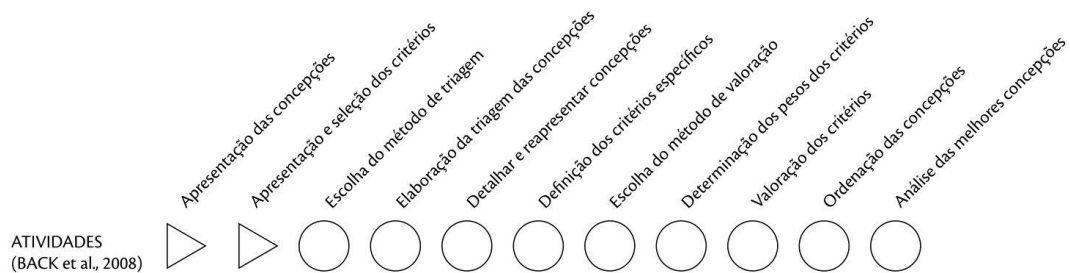 Apresentação das concepções
Apresentação e seleção dos critérios
Escolha do método de triagem
Elaboração da triagem das concepções
Detalhar e reapresentar concepções
Definição dos critérios específicos
Escolha do método de valoração
Determinação dos pesos dos critérios
Valoração dos critérios
Ordenação das concepções
Análise das melhores concepções
ATIVIDADES
(BACK et al., 2008)